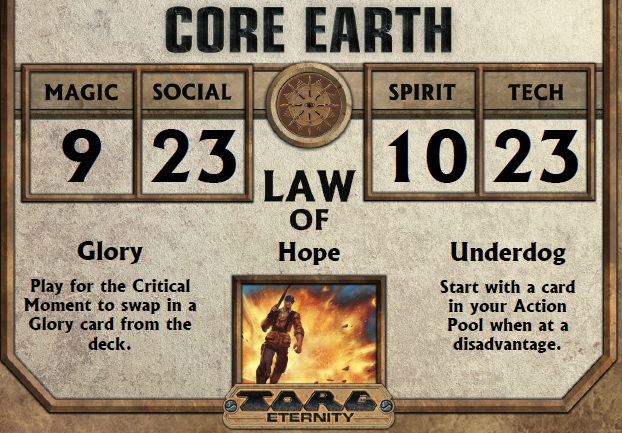 CORE EARTH
MAGIC SOCIAL SPIRIT TECH
9 23 10 23
LAW
OF
Glory Hope Underdog
Play for the Critical
Moment to swap in a
Glory card from the
deck.
Start with a card
in your Action
Pool when at a
disadvantage.
TORG
ETERNITY